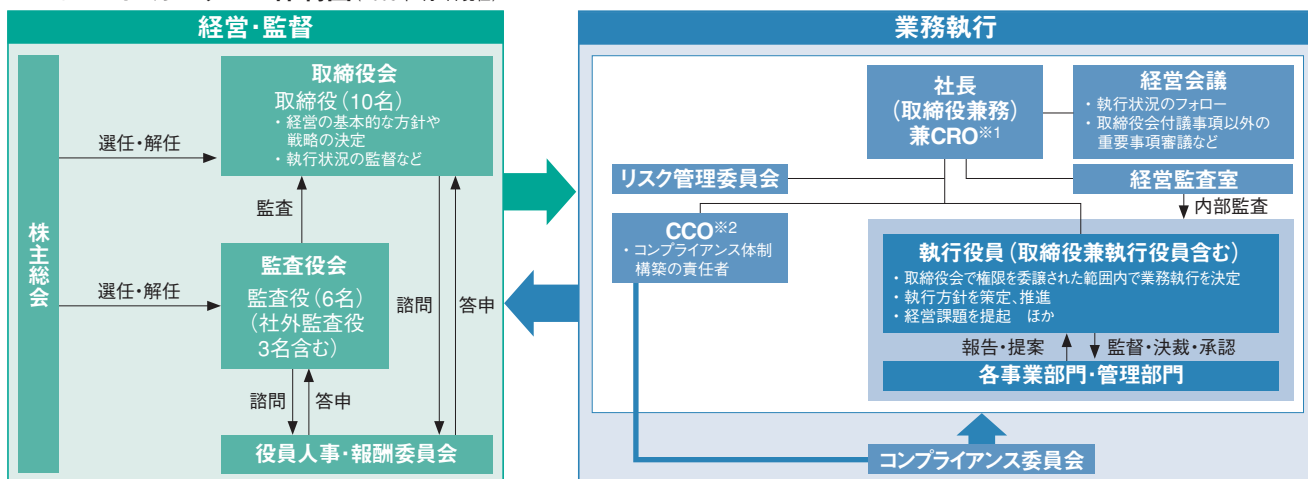 経営・監督
株主総会
選任・解任
選任・解任
取締役会
取締役（10名）
・経営の基本的な方針や
戦略の決定
・執行状況の監督など
監査
監査役会
監査役（6名）
（社外監査役
3名含む）
諮問
答申
諮問
答申
役員人事・報酬委員会
業務執行
社長
（取締役兼務）
兼CRO※1
経営会議
・執行状況のフォロー
・取締役会付議事項以外の
重要事項審議など
リスク管理委員会
経営監査室
内部監査
CCO※2
・コンプライアンス体制
構築の責任者
執行役員（取締役兼執行役員含む）
・取締役会で権限を委譲された範囲内で業務執行を決定
・執行方針を策定、推進
・経営課題を提起　ほか
報告・提案
監督・決裁・承認
各事業部門・管理部門
コンプライアンス委員会